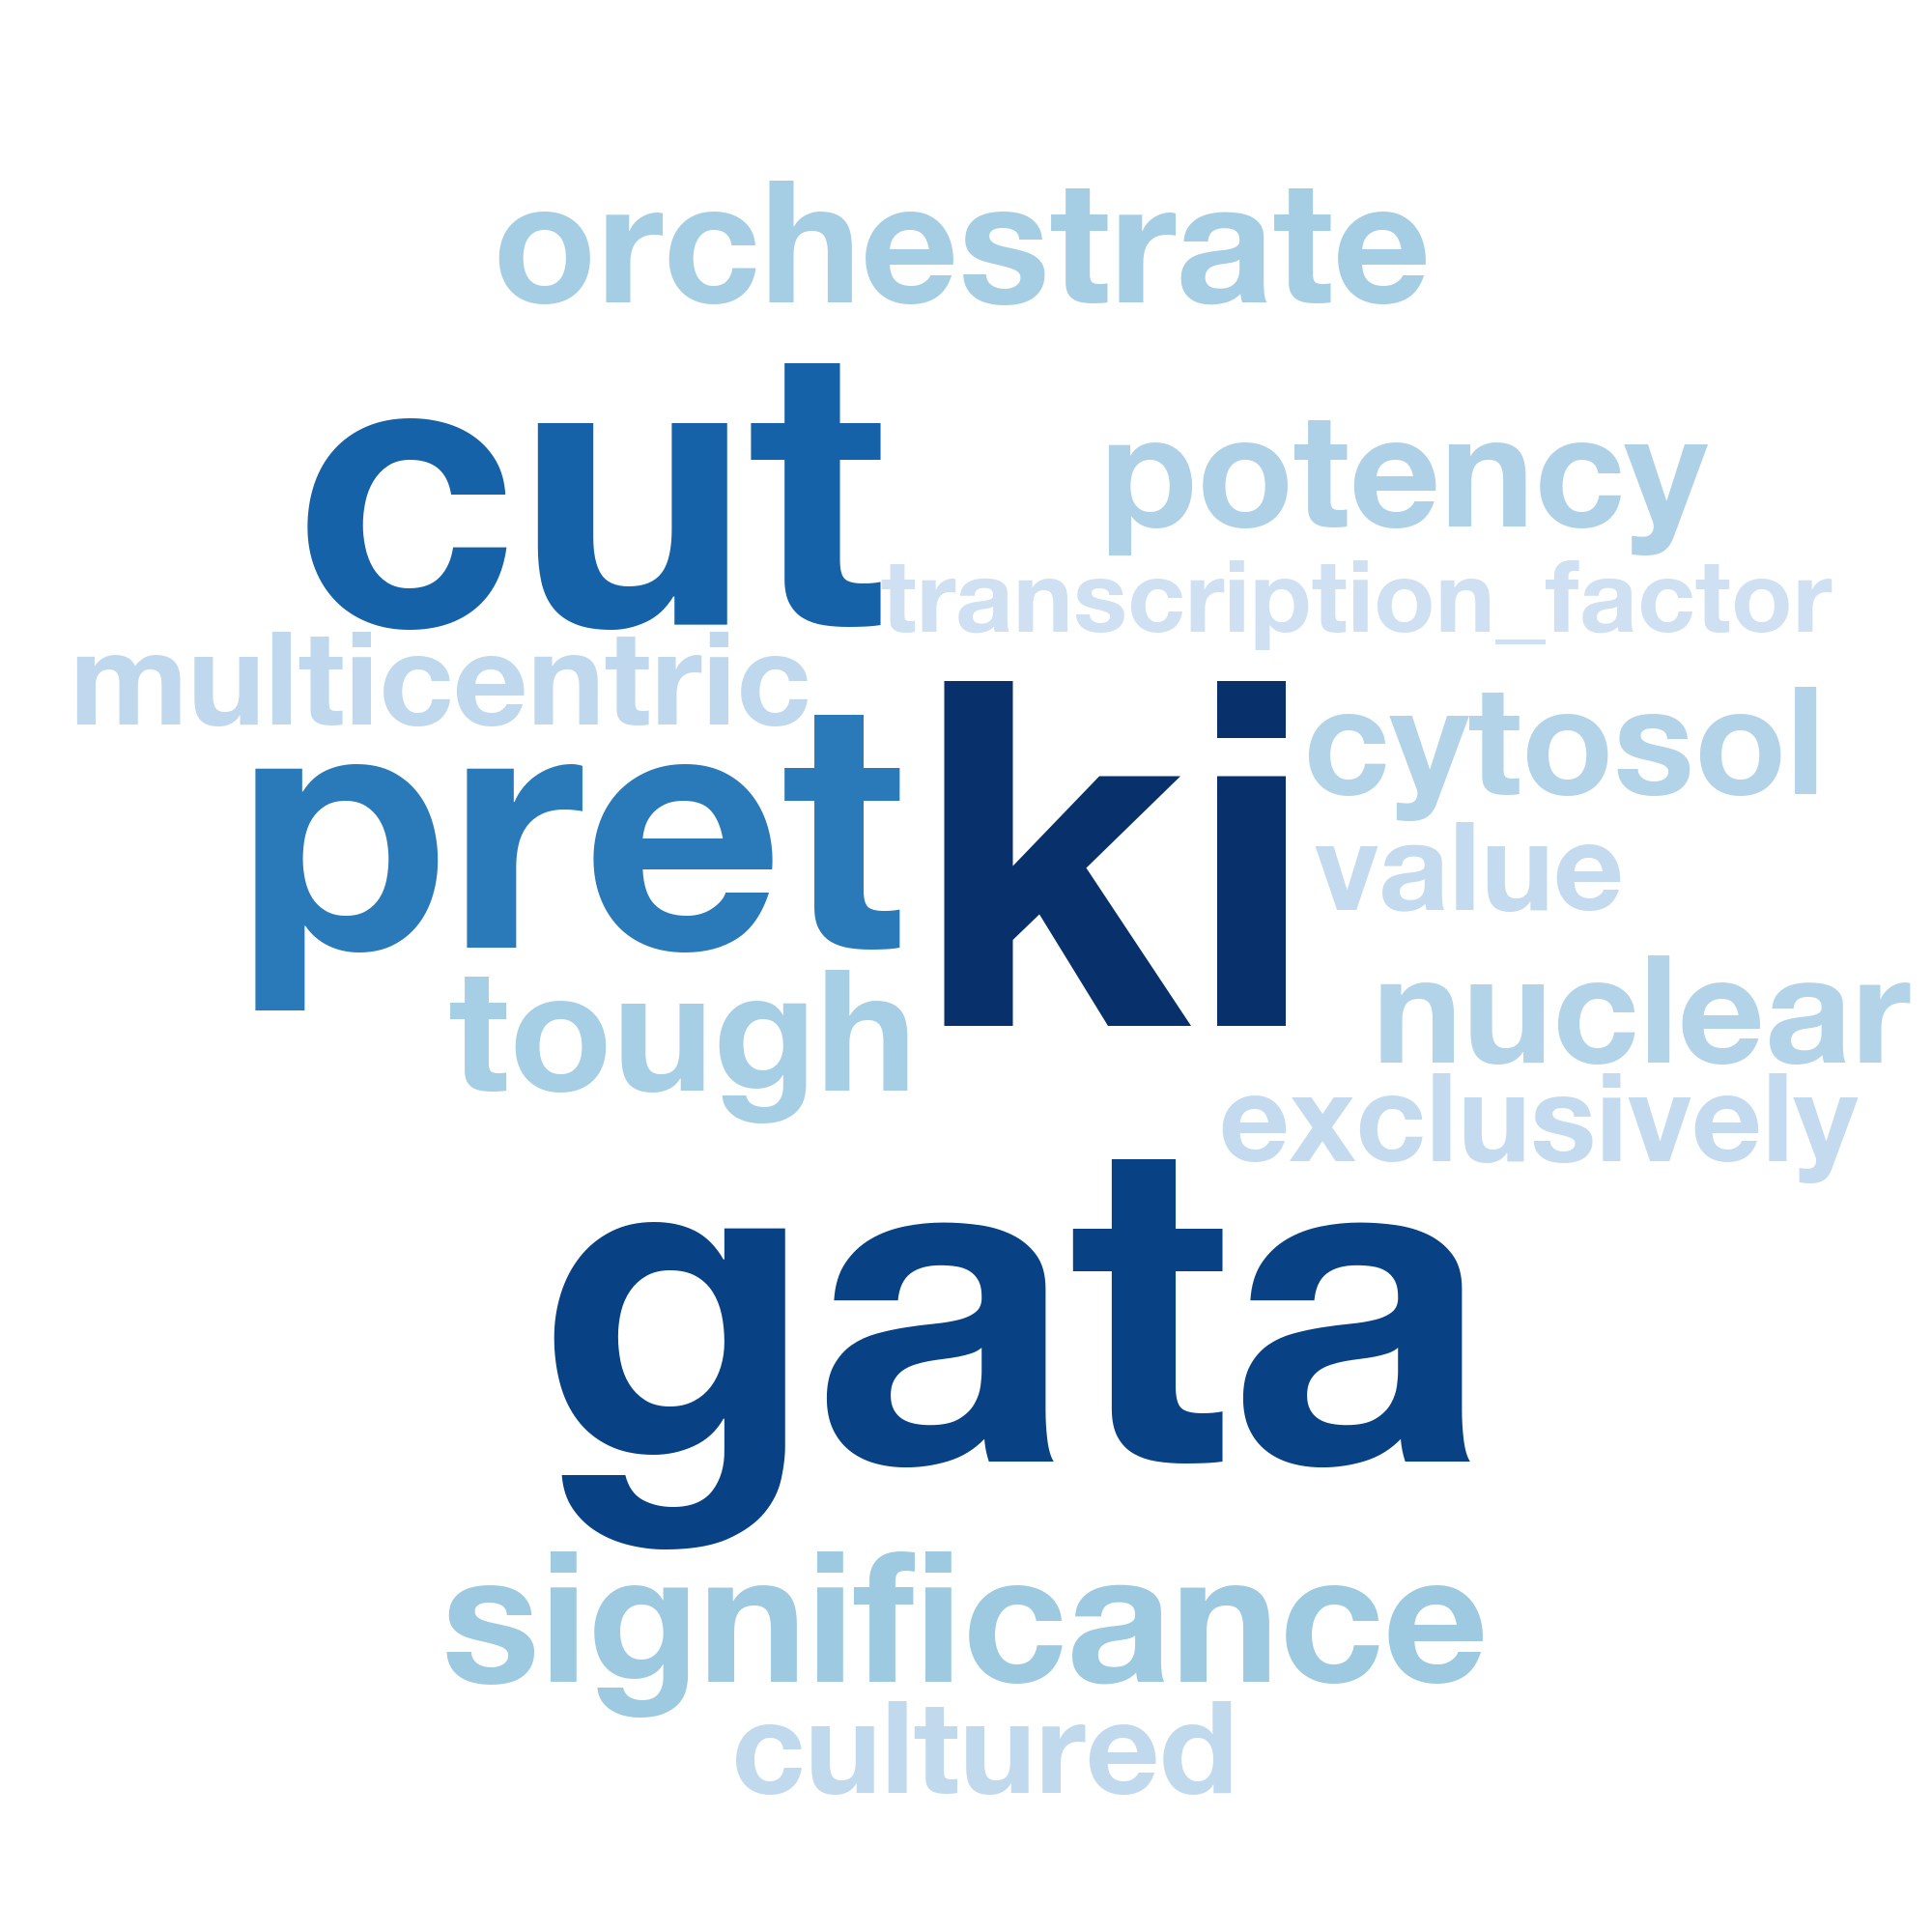 orchestrate
cut
potency
transcription_factor
multicentric
pret
ki
cytosol
value
tough
nuclear
exclusively
gata
significance
cultured